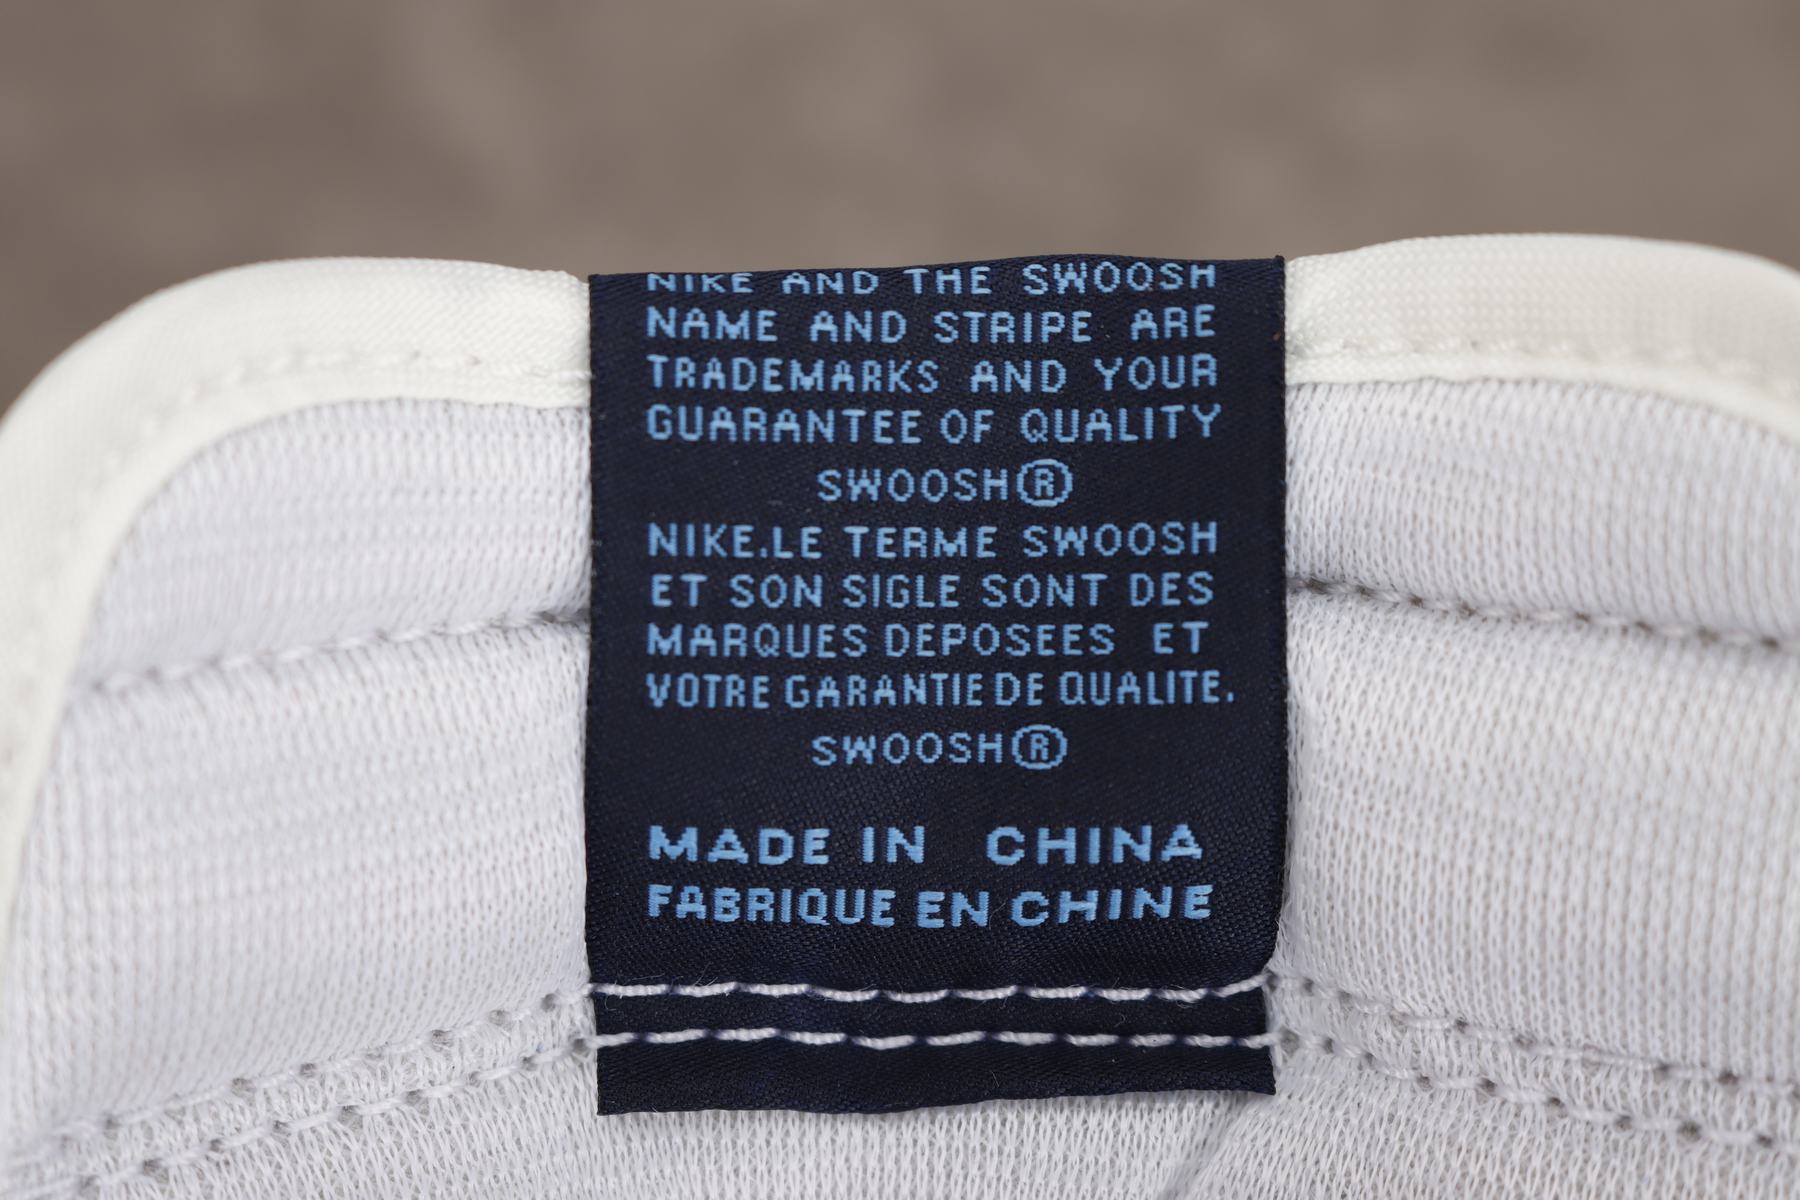 NIKE AND THE SWOOSH
NAME AND STRIPE ARE
TRADEMARKS AND YOUR
GUARANTEE OF QUALITY
SWOOSH®
NIKE.LE TERME SWOOSH
ET SON SIGLE SONT DES
MARQUES DEPOSEES ET
VOTRE GARANTIE DE QUALITE.
SWOOSH®
MADE IN CHINA
FABRIQUE EN CHINE